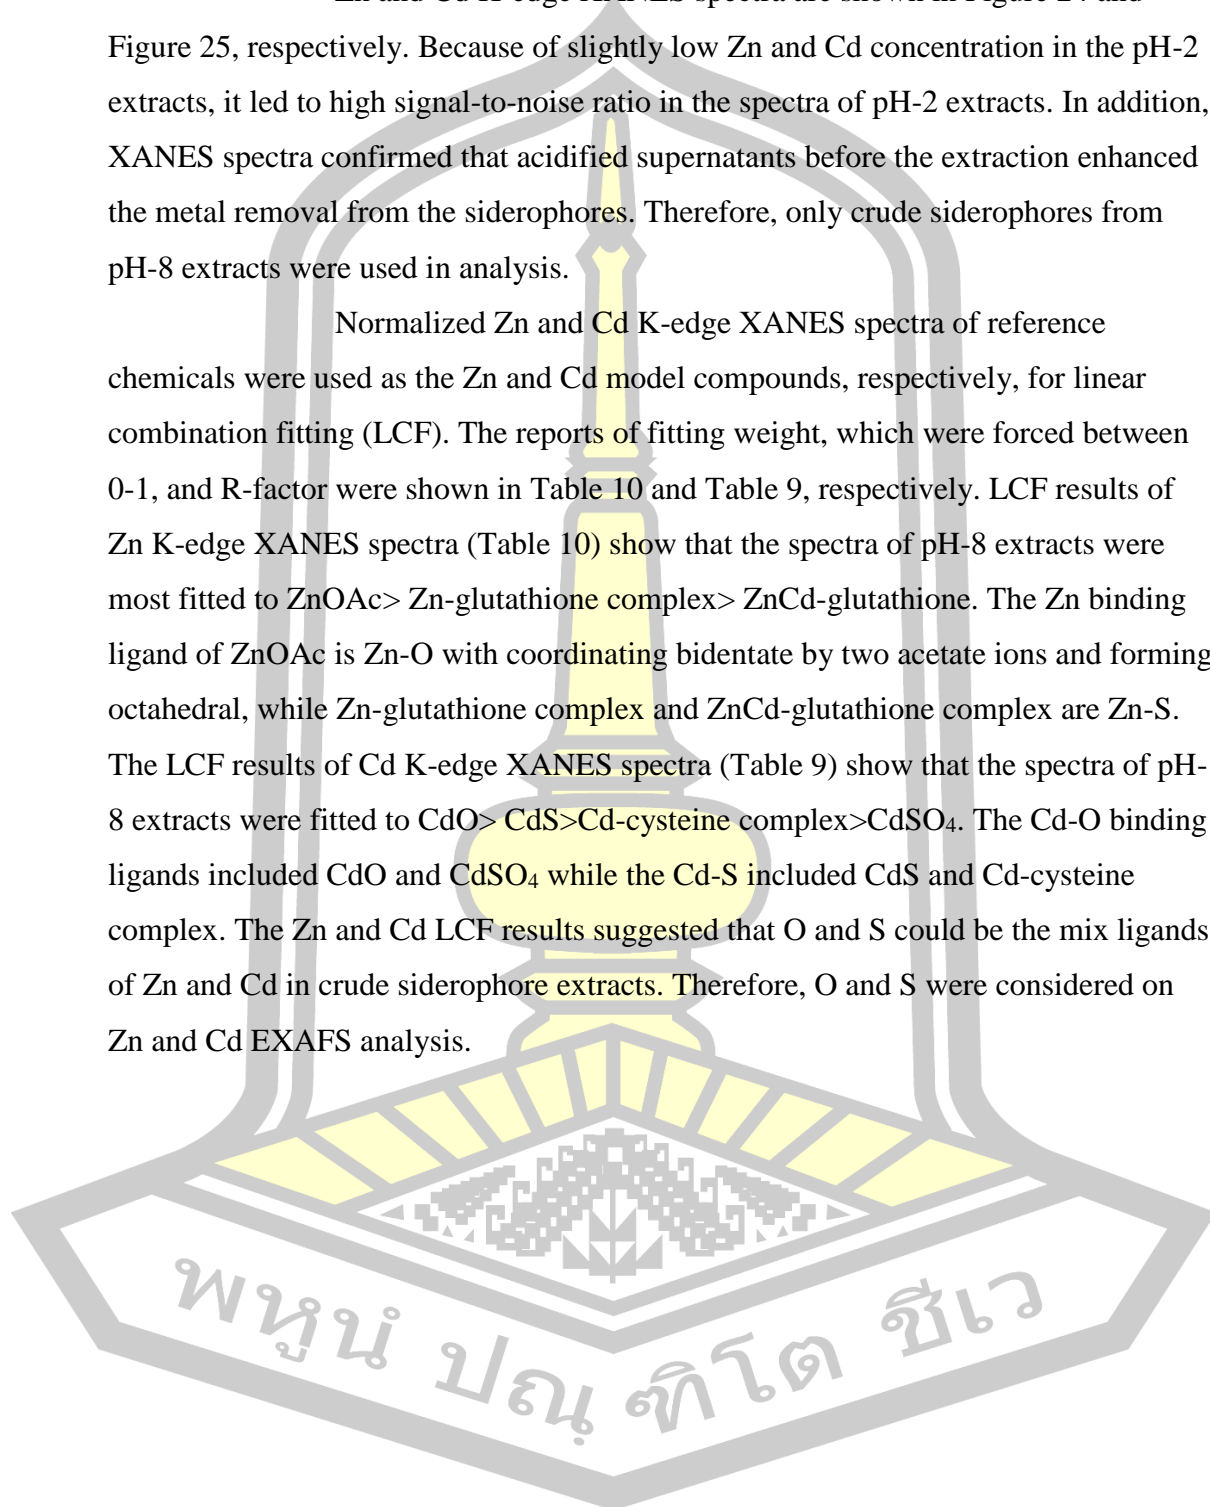 Zn and Cd K-edge XANES spectra are shown in Figure 24 and
Figure 25, respectively. Because of slightly low Zn and Cd concentration in the pH-2
extracts, it led to high signal-to-noise ratio in the spectra of pH-2 extracts. In addition,
XANES spectra confirmed that acidified supernatants before the extraction enhanced
the metal removal from the siderophores. Therefore, only crude siderophores from
pH-8 extracts were used in analysis.
Normalized Zn and Cd K-edge XANES spectra of reference
chemicals were used as the Zn and Cd model compounds, respectively, for linear
combination fitting (LCF). The reports of fitting weight, which were forced between
0-1, and R-factor were shown in Table 10 and Table 9, respectively. LCF results of
Zn K-edge XANES spectra (Table 10) show that the spectra of pH-8 extracts were
most fitted to ZnOAc> Zn-glutathione complex> ZnCd-glutathione. The Zn binding
ligand of ZnOAc is Zn-O with coordinating bidentate by two acetate ions and forming
octahedral, while Zn-glutathione complex and ZnCd-glutathione complex are Zn-S.
The LCF results of Cd K-edge XANES spectra (Table 9) show that the spectra of pH-
8 extracts were fitted to CdO> CdS>Cd-cysteine complex>CdSO₄. The Cd-O binding
ligands included CdO and CdSO₄ while the Cd-S included CdS and Cd-cysteine
complex. The Zn and Cd LCF results suggested that O and S could be the mix ligands
of Zn and Cd in crude siderophore extracts. Therefore, O and S were considered on
Zn and Cd EXAFS analysis.
พหูนํ ปณฺฑิโต ชีเว